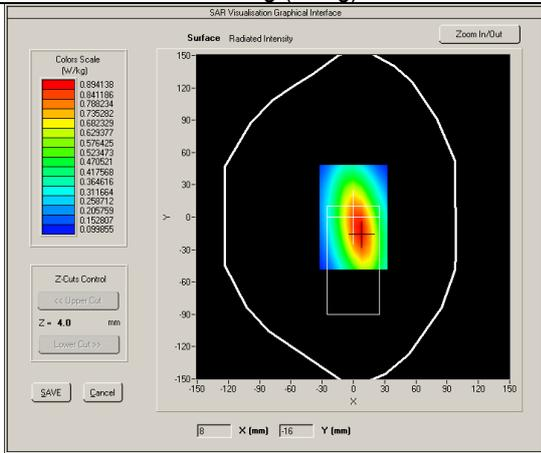 SAR Visualisation Graphical Interface
Surface Radiated Intensity
Zoom In/Out
Colors Scale
(W/kg)
0.894138
0.841186
0.788234
0.735282
0.682329
0.629377
0.576425
0.523473
0.470521
0.417568
0.364616
0.311664
0.258712
0.205759
0.152807
0.099855
Z-Cuts Control
<< Upper Cut
Z = 4.0 mm
Lower Cut >>
SAVE Cancel
150
120
90
60
30
0
-30
-60
-90
-120
-150
Y
-150 -120 -90 -60 -30 0 30 60 90 120 150
X
8 X (mm) -16 Y (mm)